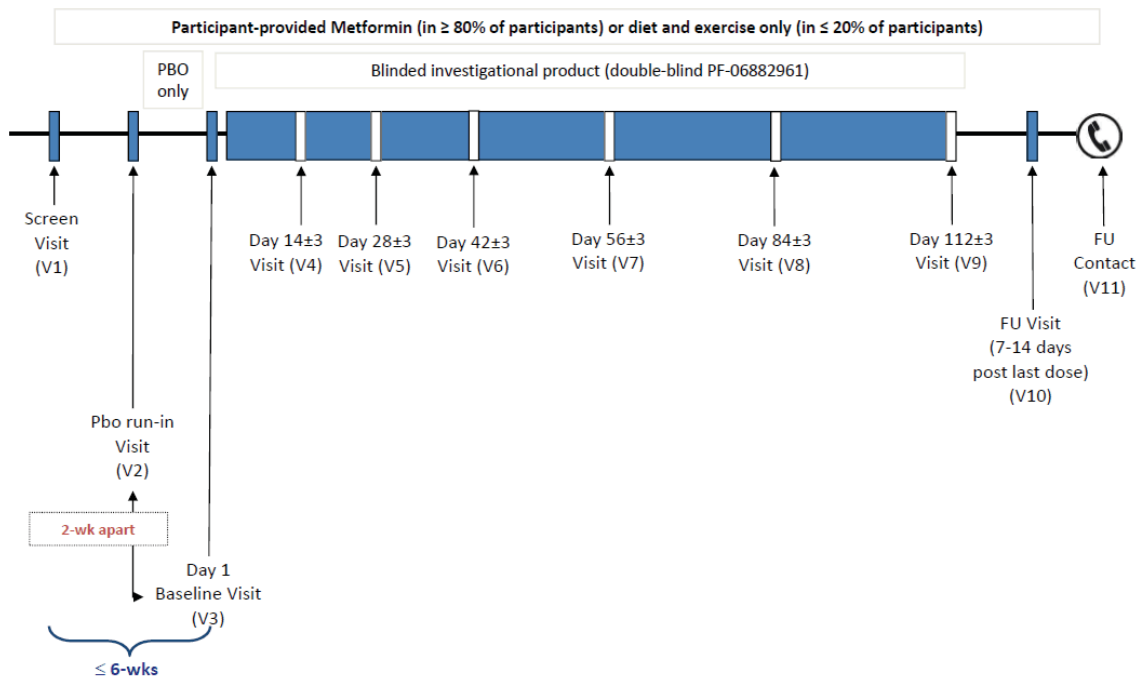 Participant-provided Metformin (in ≥ 80% of participants) or diet and exercise only (in ≤ 20% of participants)
PBO
only
Blinded investigational product (double-blind PF-06882961)
Screen
Visit
(V1)
Day 14±3
Visit (V4)
Day 28±3
Visit (V5)
Day 42±3
Visit (V6)
Day 56±3
Visit (V7)
Day 84±3
Visit (V8)
Day 112±3
Visit (V9)
FU
Contact
(V11)
FU Visit
(7-14 days
post last dose)
(V10)
Pbo run-in
Visit
(V2)
2-wk apart
Day 1
Baseline Visit
(V3)
≤ 6-wks